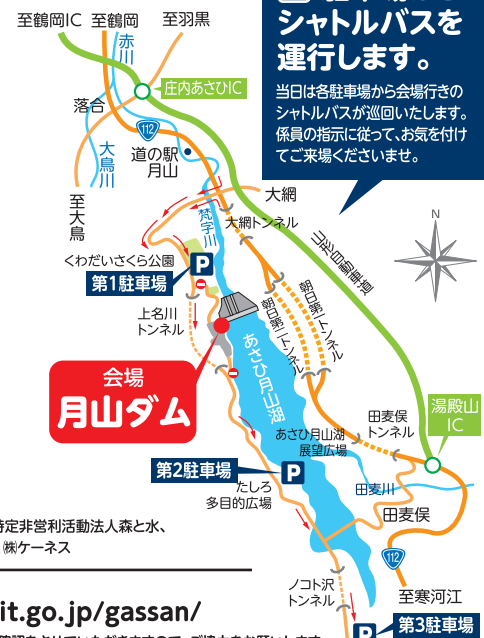 シャトルバスを
運行します。
当日は各駐車場から会場行きの
シャトルバスが巡回いたします。
係員の指示に従って、お気を付け
てご来場くださいませ。
至鶴岡IC 至鶴岡 至羽黒
赤川
庄内あさひIC
落合
112
大鳥川
道の駅
月山
至大鳥
梵字川
大網
大網トンネル
山形自動車道
N
くわだいさくら公園
P
第1駐車場
上名川
トンネル
朝日第一トンネル
朝日第二トンネル
会場
月山ダム
あさひ月山湖
湯殿山
IC
田麦俣
トンネル
あさひ月山湖
展望広場
第2駐車場
P
たしろ
多目的広場
田麦川
田麦俣
112
特定非営利活動法人森と水、
㈱ケーネス
ノコト沢
トンネル
至寒河江
it.go.jp/gassan/
P
第3駐車場